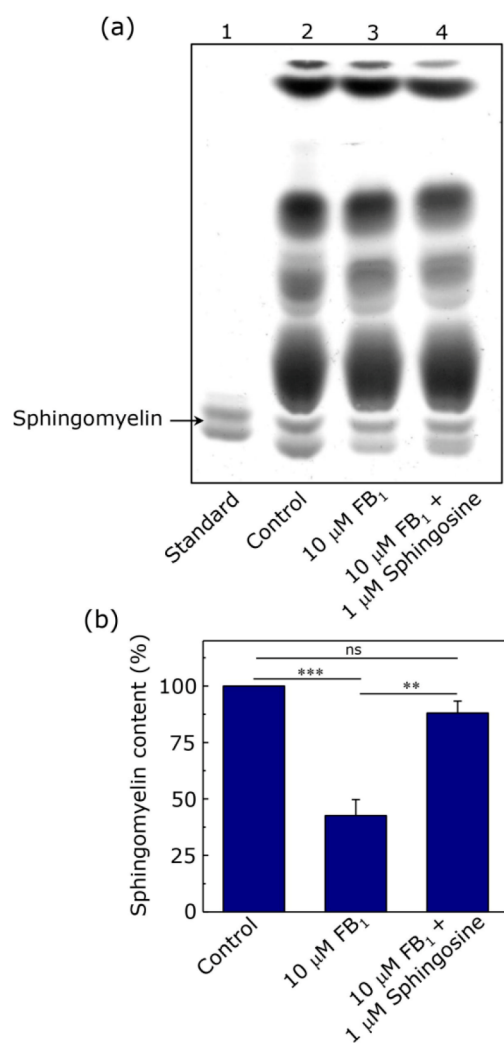 (a)
1 2 3 4
Sphingomyelin
Standard
Control
10 μM FB₁
10 μM FB₁ +
1 μM Sphingosine
(b)
Sphingomyelin content (%)
100
75
50
25
0
ns
***
**
Control
10 μM FB₁
10 μM FB₁ +
1 μM Sphingosine